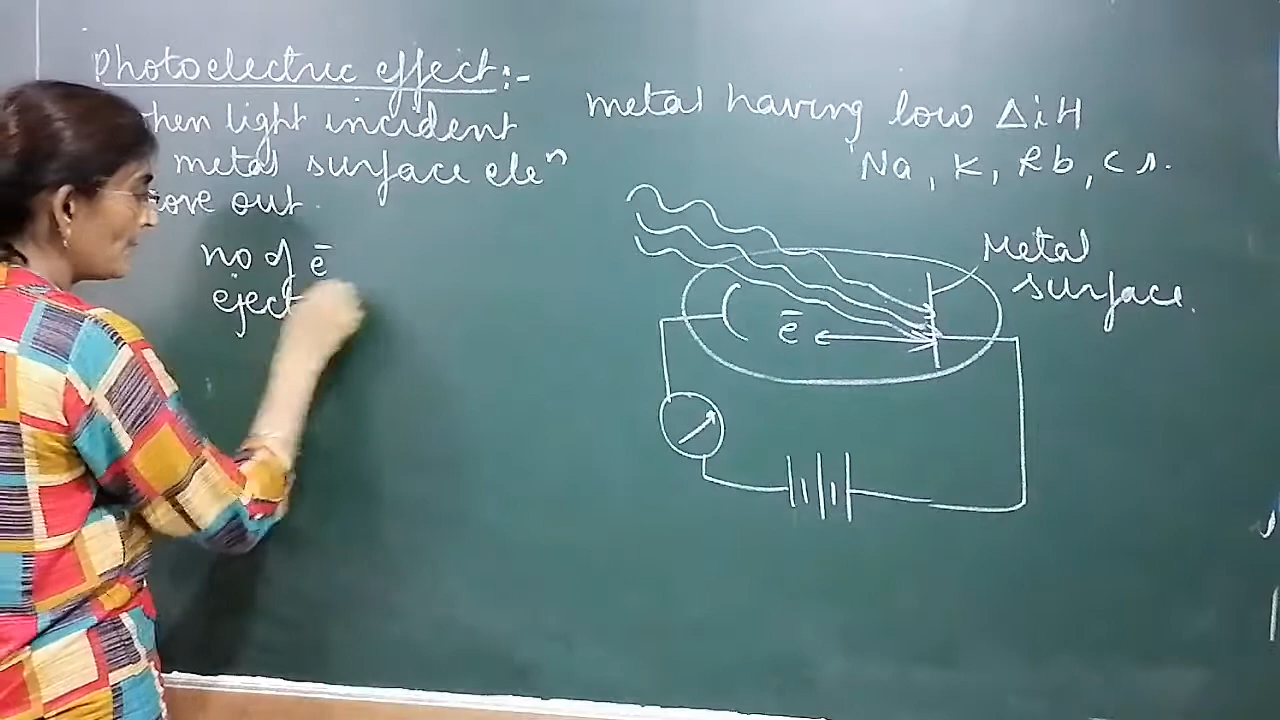 Photoelectric effect:-
hen light incident
metal surface eleⁿ
ove out.
no of e̅
eject
metal having low ΔiH
Na, K, Rb, Cs.
Metal
surface.
e̅